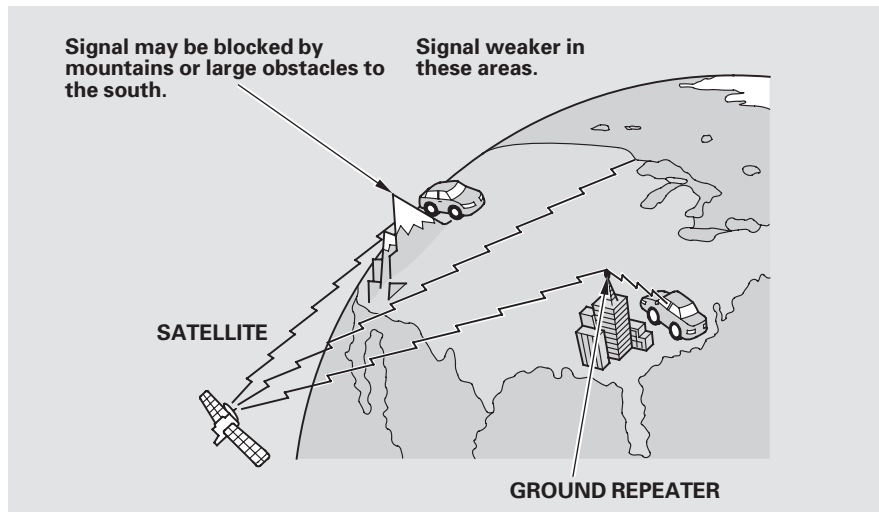 Signal may be blocked by
mountains or large obstacles to
the south.
Signal weaker in
these areas.
SATELLITE
GROUND REPEATER